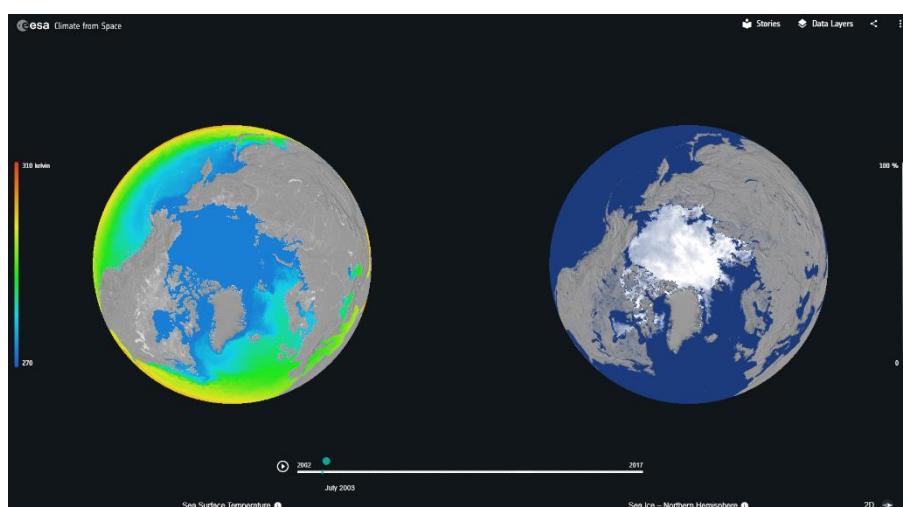 esa Climate from Space
Stories
Data Layers
310 kelvin
270
100 %
0
2002
2017
July 2003
Sea Surface Temperature
Sea Ice – Northern Hemisphere
2D